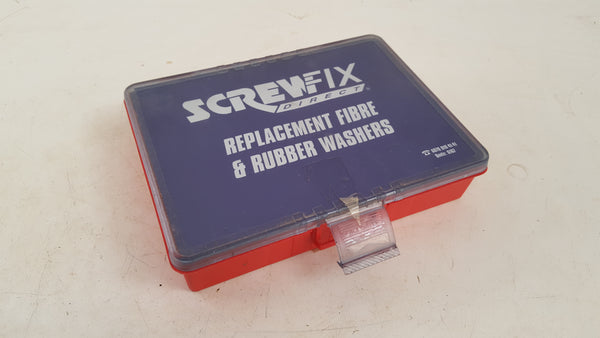 SCREWFIX
DIRECT
REPLACEMENT FIBRE
& RUBBER WASHERS